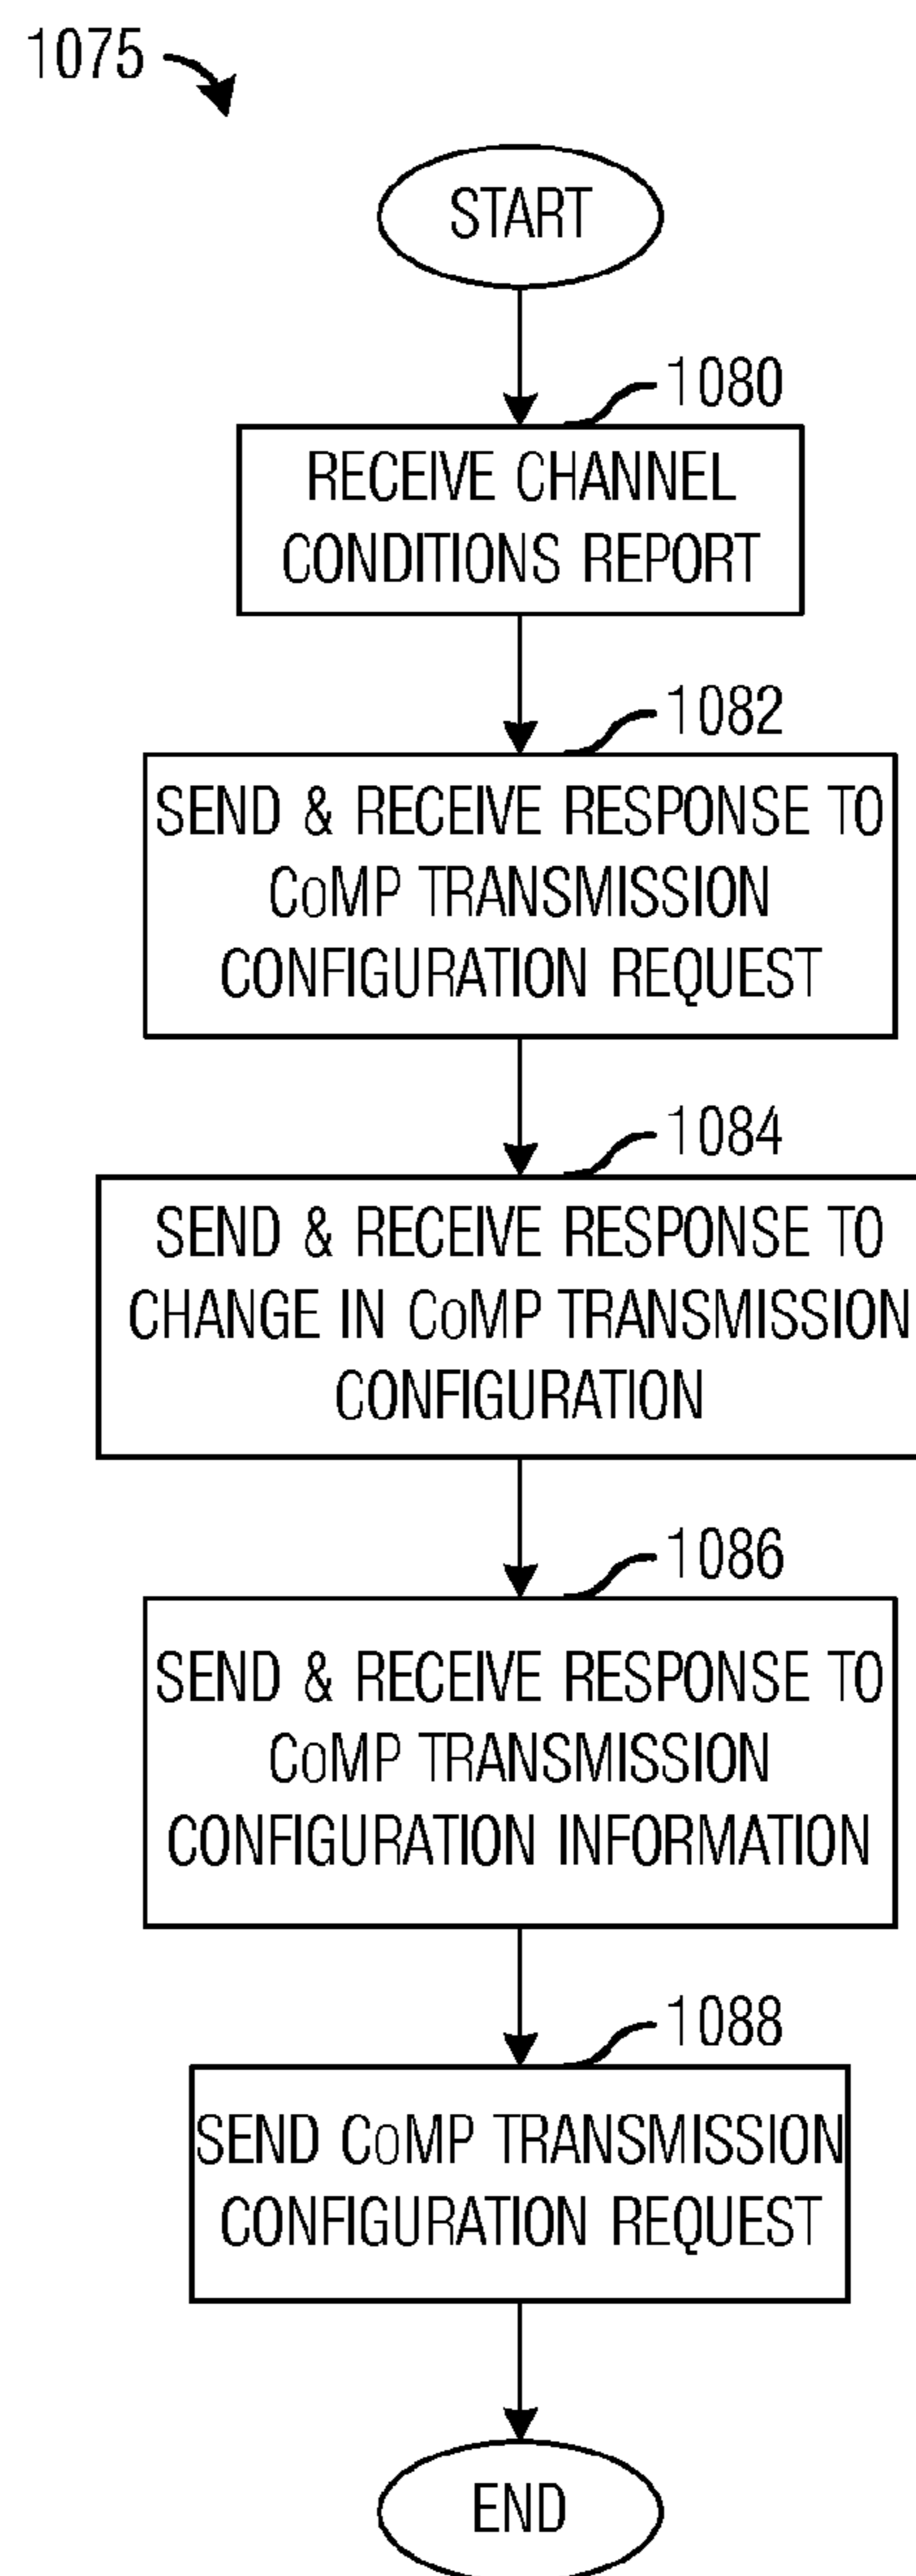 1075
START
1080
RECEIVE CHANNEL
CONDITIONS REPORT
1082
SEND & RECEIVE RESPONSE TO
CoMP TRANSMISSION
CONFIGURATION REQUEST
1084
SEND & RECEIVE RESPONSE TO
CHANGE IN CoMP TRANSMISSION
CONFIGURATION
1086
SEND & RECEIVE RESPONSE TO
CoMP TRANSMISSION
CONFIGURATION INFORMATION
1088
SEND CoMP TRANSMISSION
CONFIGURATION REQUEST
END